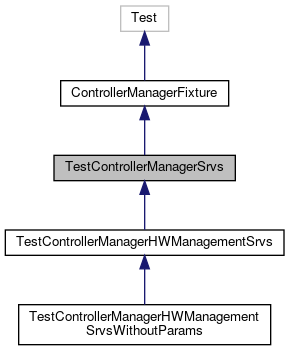 Test
ControllerManagerFixture
TestControllerManagerSrvs
TestControllerManagerHWManagementSrvs
TestControllerManagerHWManagement
SrvsWithoutParams